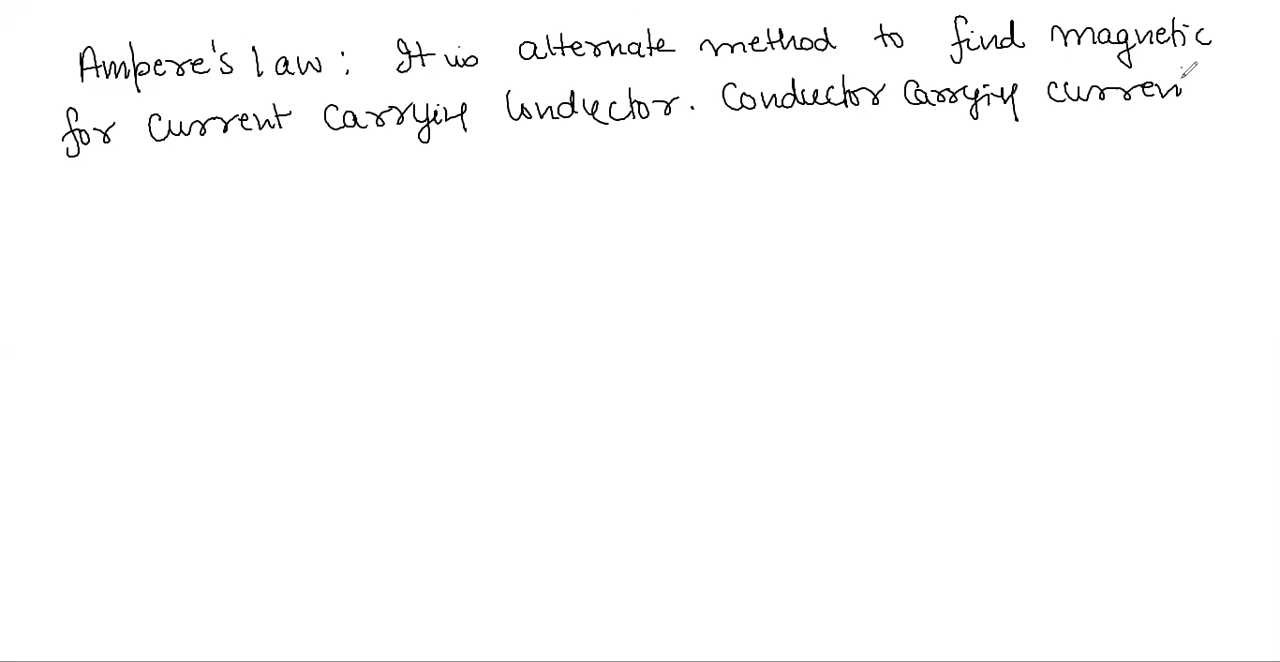 Ampere's law : It is alternate method to find magnetic
for current carrying conductor. Conductor carrying curren